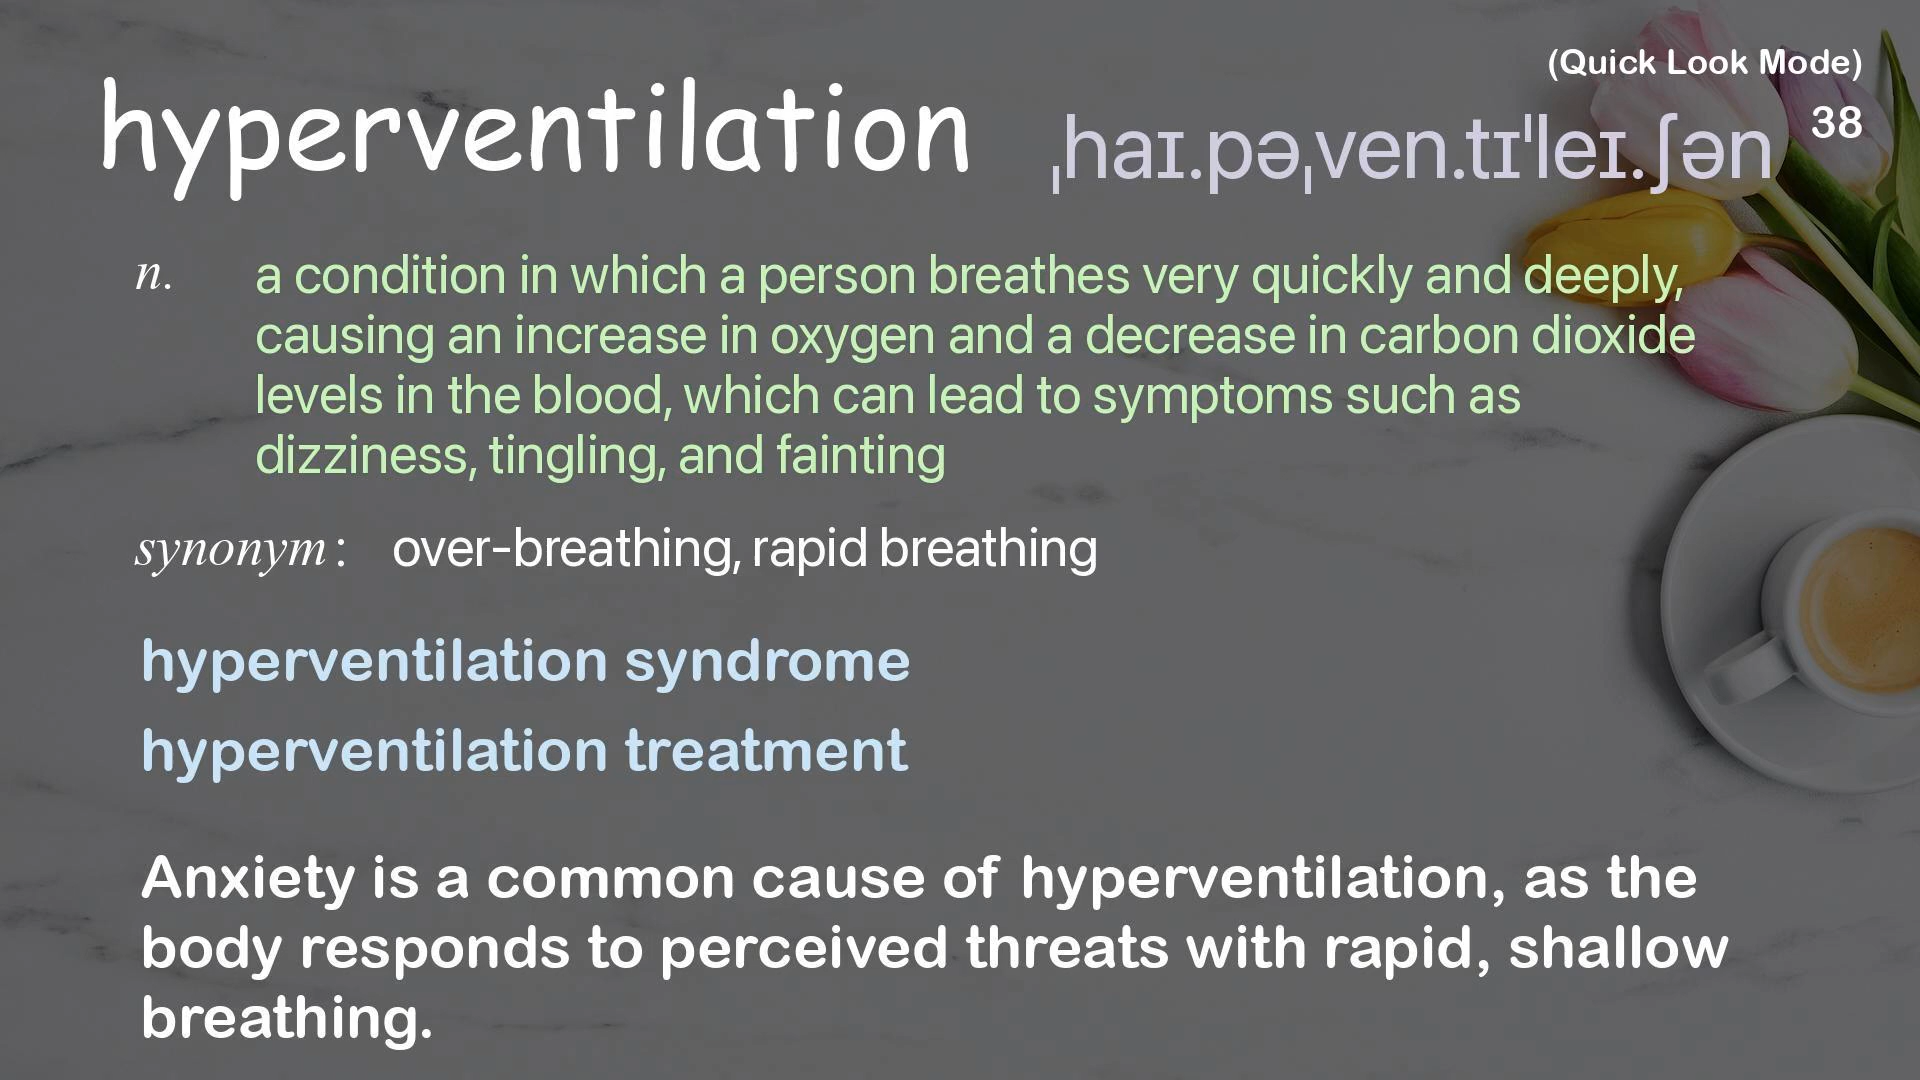 (Quick Look Mode)
hyperventilation ˌhaɪ.pəˌven.tɪˈleɪ.ʃən 38
n. a condition in which a person breathes very quickly and deeply,
causing an increase in oxygen and a decrease in carbon dioxide
levels in the blood, which can lead to symptoms such as
dizziness, tingling, and fainting
synonym: over-breathing, rapid breathing
hyperventilation syndrome
hyperventilation treatment
Anxiety is a common cause of hyperventilation, as the
body responds to perceived threats with rapid, shallow
breathing.